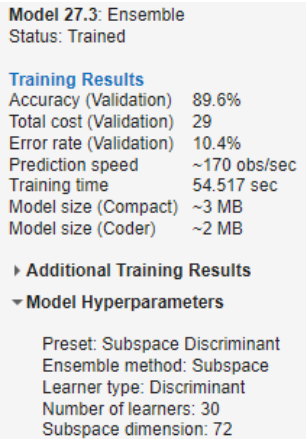 Model 27.3: Ensemble
Status: Trained
Training Results
Accuracy (Validation) 89.6%
Total cost (Validation) 29
Error rate (Validation) 10.4%
Prediction speed ~170 obs/sec
Training time 54.517 sec
Model size (Compact) ~3 MB
Model size (Coder) ~2 MB
Additional Training Results
Model Hyperparameters
Preset: Subspace Discriminant
Ensemble method: Subspace
Learner type: Discriminant
Number of learners: 30
Subspace dimension: 72